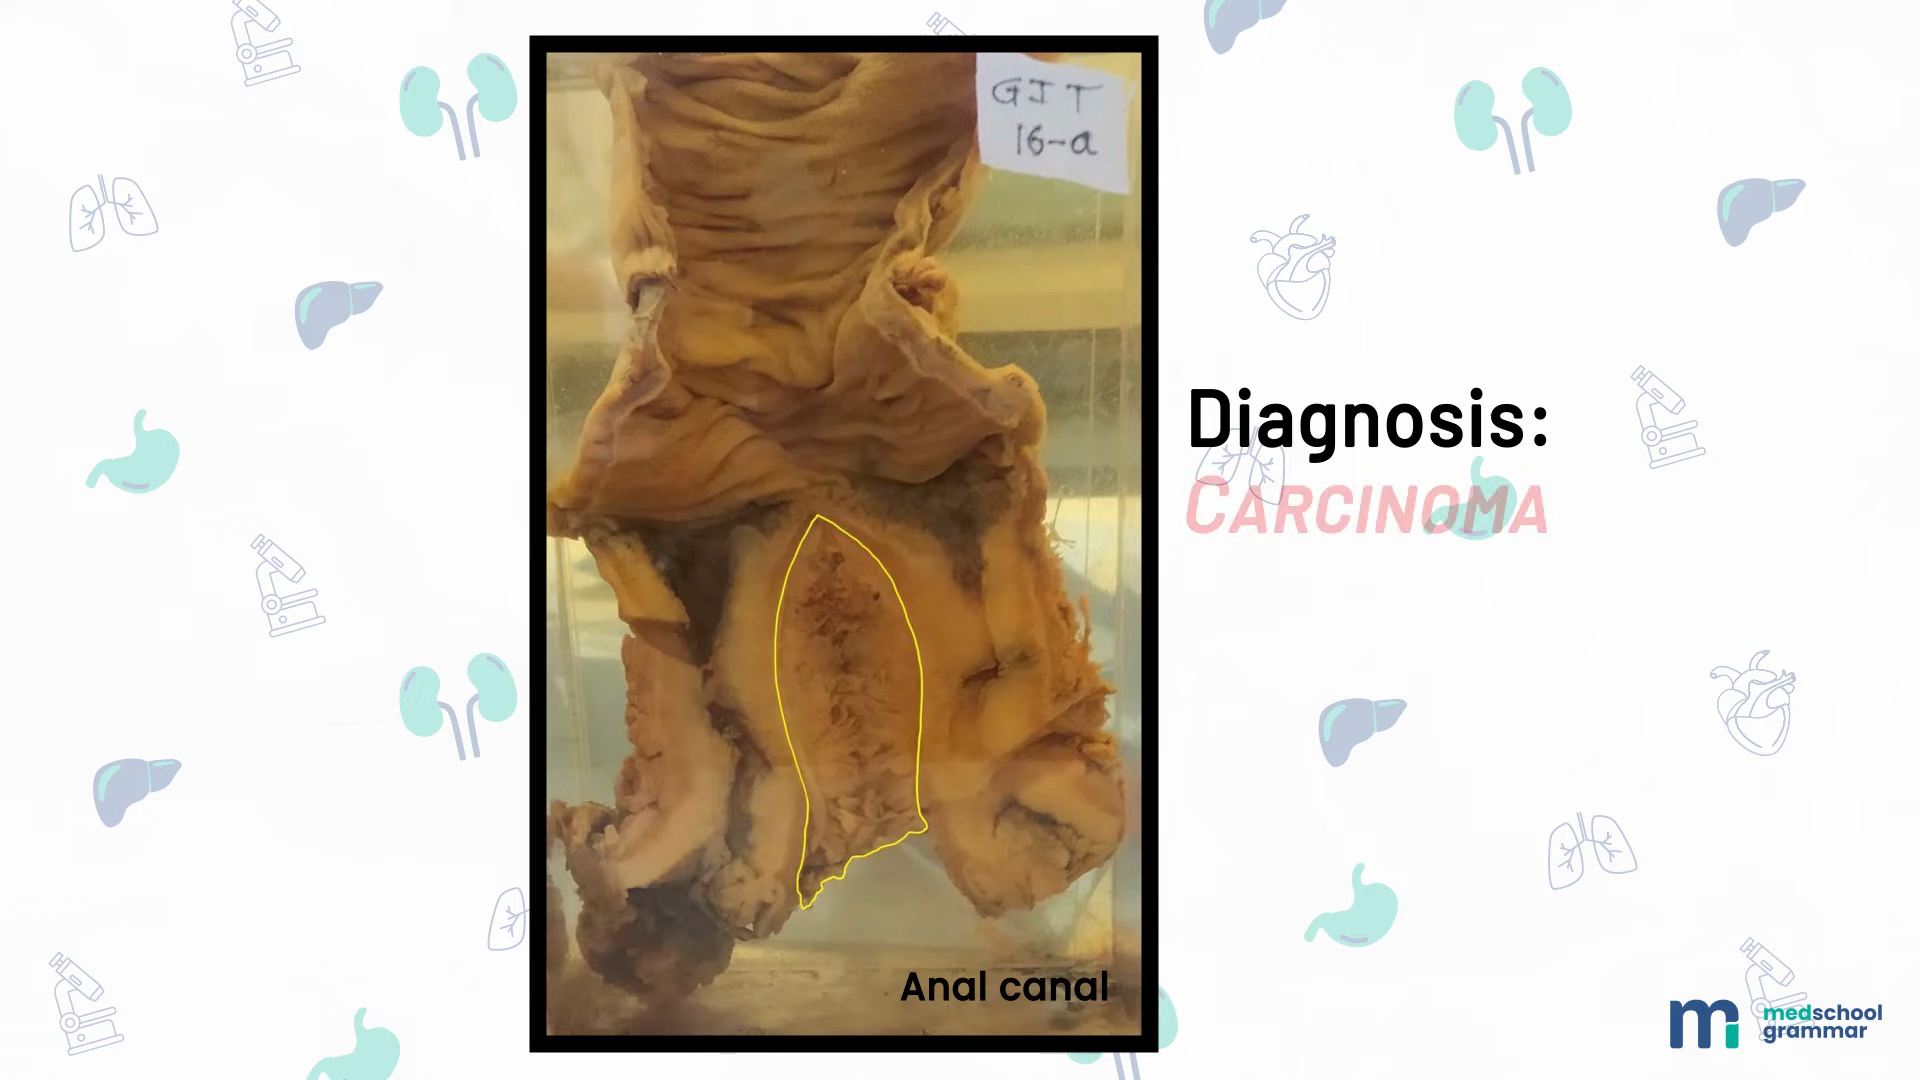 GIT
16-a
Diagnosis:
CARCINOMA
Anal canal
medschool
grammar